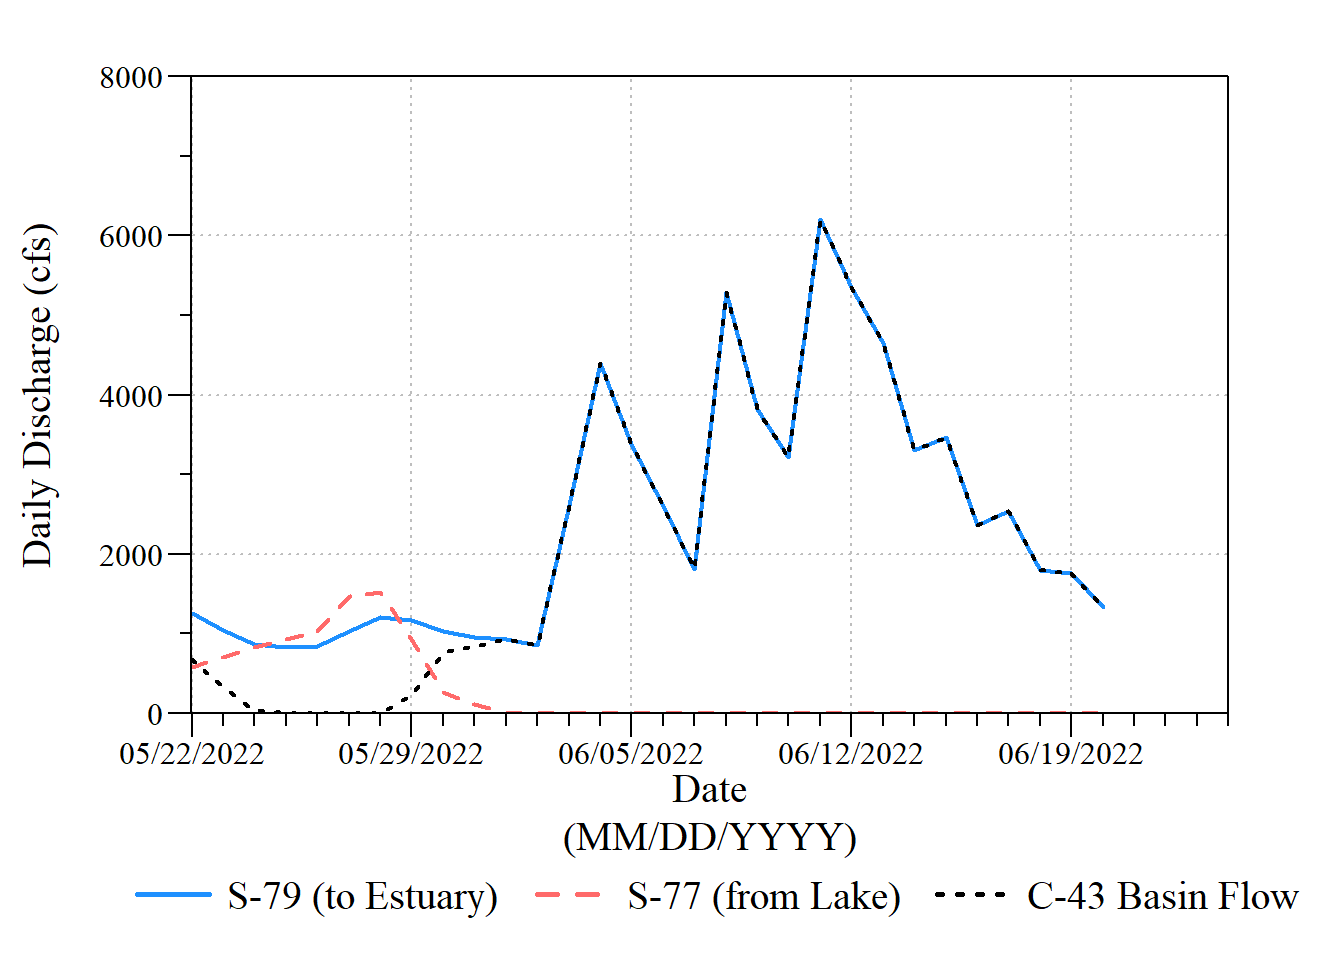 Daily Discharge (cfs)
8000
6000
4000
2000
0
05/22/2022 05/29/2022 06/05/2022 06/12/2022 06/19/2022
Date
(MM/DD/YYYY)
S-79 (to Estuary) S-77 (from Lake) C-43 Basin Flow